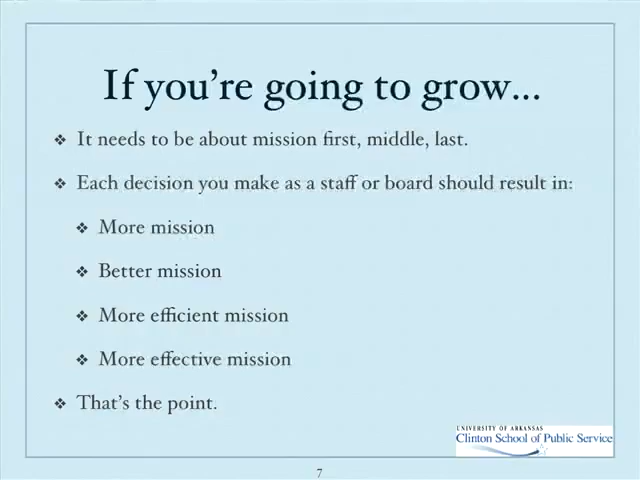 If you're going to grow...
❖ It needs to be about mission first, middle, last.
❖ Each decision you make as a staff or board should result in:
❖ More mission
❖ Better mission
❖ More efficient mission
❖ More effective mission
❖ That's the point.
UNIVERSITY OF ARKANSAS
Clinton School of Public Service
7